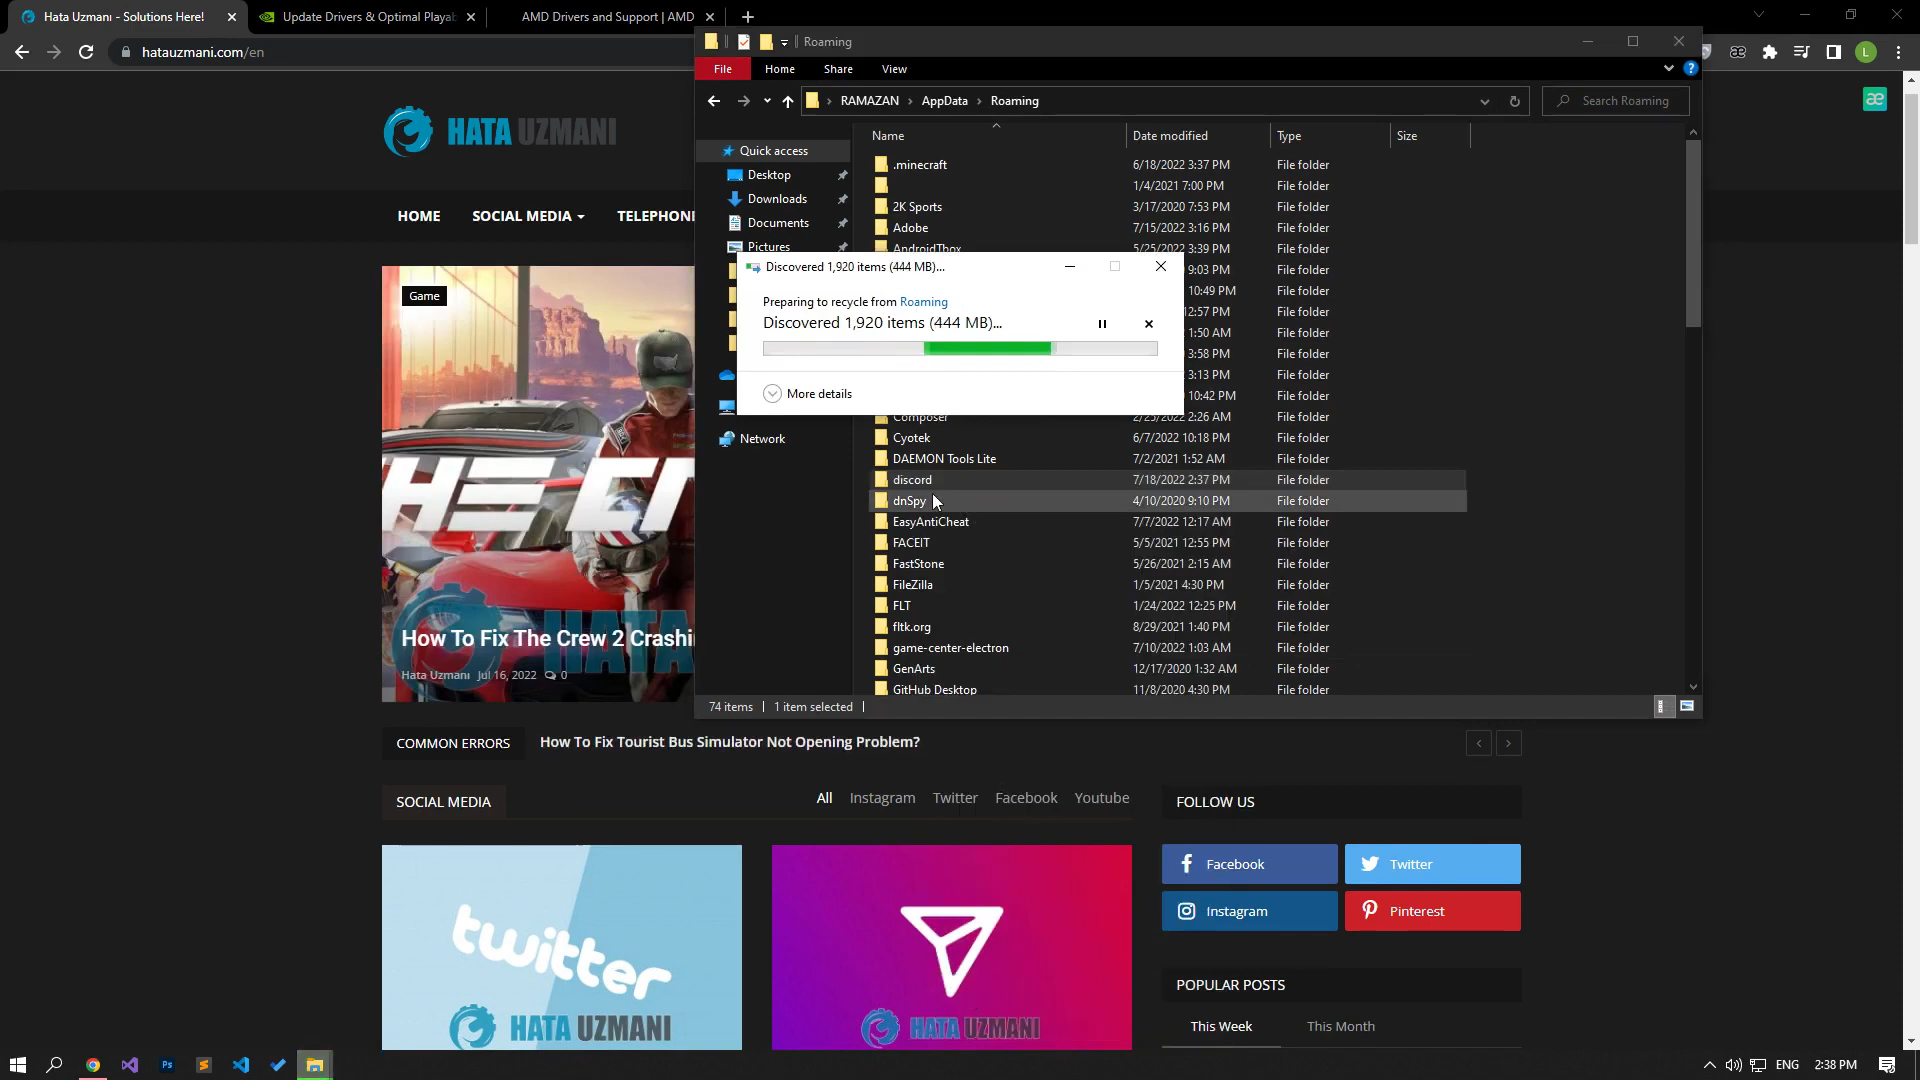 Hata Uzmanı - Solutions Here!
Update Drivers & Optimal Playab
AMD Drivers and Support | AMD
hatauzmani.com/en
Roaming
File
Home
Share
View
RAMAZAN
AppData
Roaming
Search Roaming
HATA UZMANI
HOME
SOCIAL MEDIA
TELEPHON
Name
Date modified
Type
Size
Quick access
Desktop
Downloads
Documents
Pictures
Network
.minecraft 6/18/2022 3:37 PM File folder
1/4/2021 7:00 PM File folder
2K Sports 3/17/2020 7:53 PM File folder
Adobe 7/15/2022 3:16 PM File folder
AndroidTbox 5/25/2022 3:39 PM File folder
9:03 PM File folder
10:49 PM File folder
12:57 PM File folder
1:50 AM File folder
3:58 PM File folder
3:13 PM File folder
10:42 PM File folder
Composer 2/25/2022 2:26 AM File folder
Cyotek 6/7/2022 10:18 PM File folder
DAEMON Tools Lite 7/2/2021 1:52 AM File folder
discord 7/18/2022 2:37 PM File folder
dnSpy 4/10/2020 9:10 PM File folder
EasyAntiCheat 7/7/2022 12:17 AM File folder
FACEIT 5/5/2021 12:55 PM File folder
FastStone 5/26/2021 2:15 AM File folder
FileZilla 1/5/2021 4:30 PM File folder
FLT 1/24/2022 12:25 PM File folder
fltk.org 8/29/2021 1:40 PM File folder
game-center-electron 7/10/2022 1:03 AM File folder
GenArts 12/17/2020 1:32 AM File folder
GitHub Desktop 11/8/2020 4:30 PM File folder
74 items
1 item selected
Discovered 1,920 items (444 MB)...
Preparing to recycle from Roaming
Discovered 1,920 items (444 MB)...
More details
Game
HE CREW
How To Fix The Crew 2 Crashi
Hata Uzmanı Jul 16, 2022 0
COMMON ERRORS
How To Fix Tourist Bus Simulator Not Opening Problem?
SOCIAL MEDIA
All
Instagram
Twitter
Facebook
Youtube
FOLLOW US
Facebook
Twitter
Instagram
Pinterest
twitter
HATA UZMANI
HATA UZMANI
POPULAR POSTS
This Week
This Month
ENG
2:38 PM